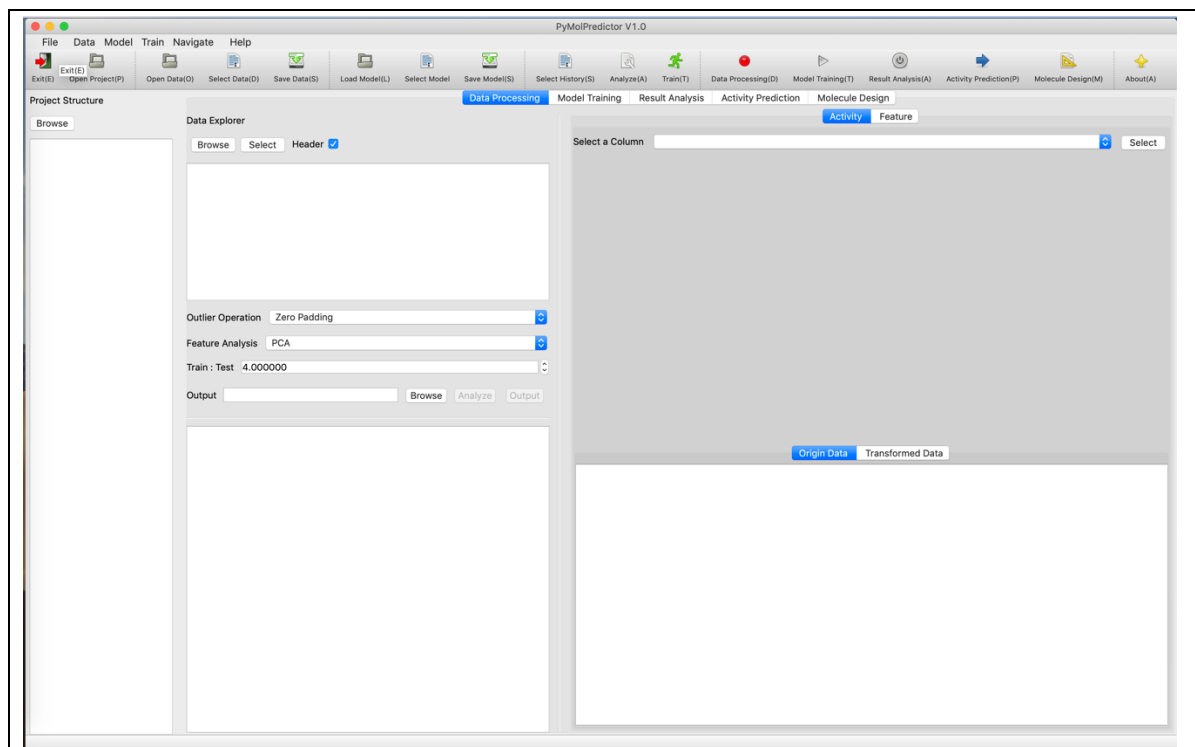 PyMolPredictor V1.0
File Data Model Train Navigate Help
Exit(E) Open Project(P) Open Data(O) Select Data(D) Save Data(S) Load Model(L) Select Model Save Model(S) Select History(S) Analyze(A) Train(T) Data Processing(D) Model Training(T) Result Analysis(A) Activity Prediction(P) Molecule Design(M) About(A)
Exit(E)
Project Structure
Browse
Data Processing Model Training Result Analysis Activity Prediction Molecule Design
Data Explorer
Browse Select Header
Outlier Operation Zero Padding
Feature Analysis PCA
Train : Test 4.000000
Output Browse Analyze Output
Activity Feature
Select a Column Select
Origin Data Transformed Data